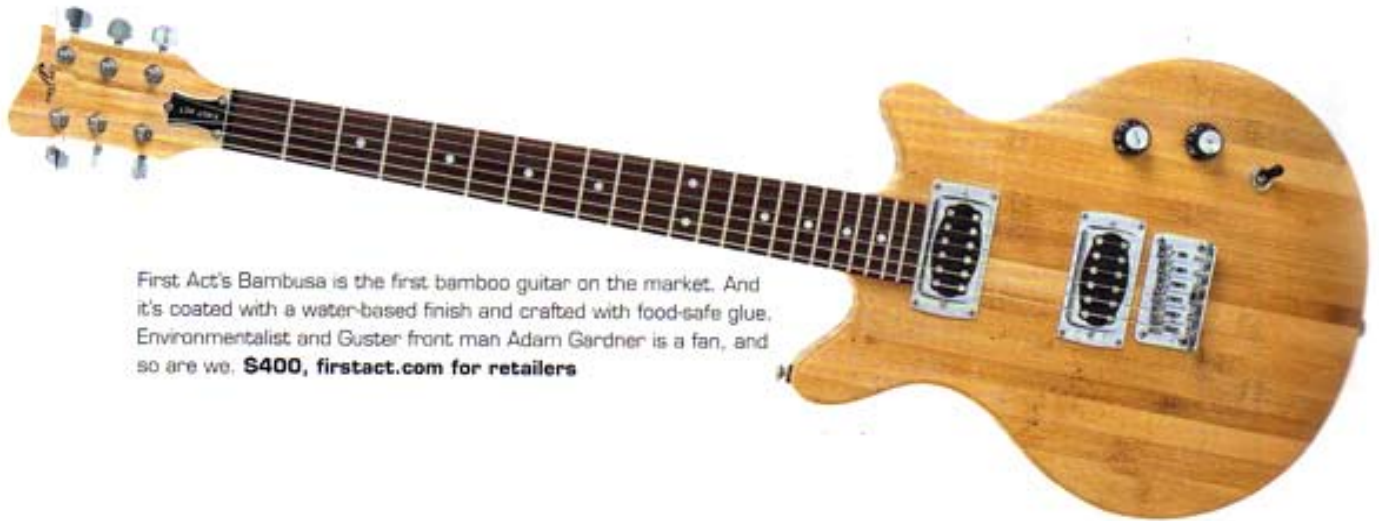 First Act's Bambusa is the first bamboo guitar on the market. And
it's coated with a water-based finish and crafted with food-safe glue.
Environmentalist and Guster front man Adam Gardner is a fan, and
so are we. $400, firstact.com for retailers